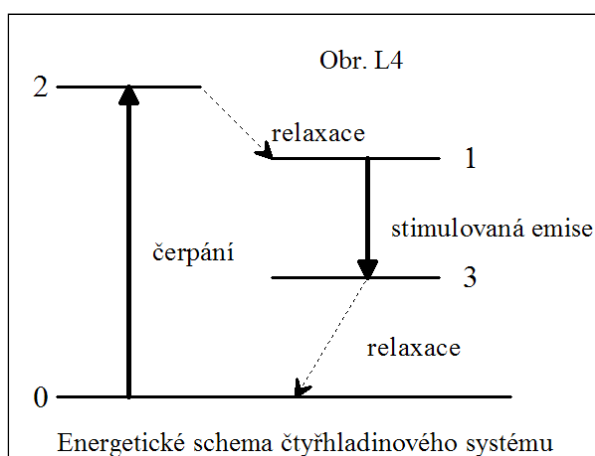 Obr. L4
2
relaxace
1
čerpání
stimulovaná emise
3
relaxace
0
Energetické schema čtyřhladinového systému